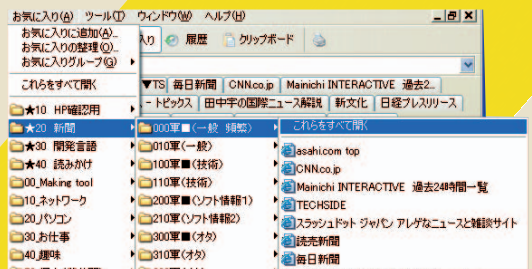 お気に入り(A) ツール(T) ウィンドウ(W) ヘルプ(H)
お気に入りに追加(A)...
お気に入りの整理(O)...
お気に入りグループ(G)
入り 履歴 クリップボード
これらをすべて開く
▼TS 毎日新聞 CNN.co.jp Mainichi INTERACTIVE 過去2...
- トピックス 田中宇の国際ニュース解説 新文化 日経プレスリリース
★10 HP確認用
★20 新聞
★30 開発言語
★40 読みかけ
00_Making tool
10_ネットワーク
20_パソコン
30_お仕事
40_趣味
000軍■(一般 頻繁)
010軍(一般)
100軍■(技術)
110軍(技術)
200軍■(ソフト情報1)
210軍(ソフト情報2)
300軍■(オタ)
310軍(オタ)
これらをすべて開く
asahi.com top
CNN.co.jp
Mainichi INTERACTIVE 過去24時間一覧
TECHSIDE
スラッシュドット ジャパン アレゲなニュースと雑談サイト
読売新聞
毎日新聞